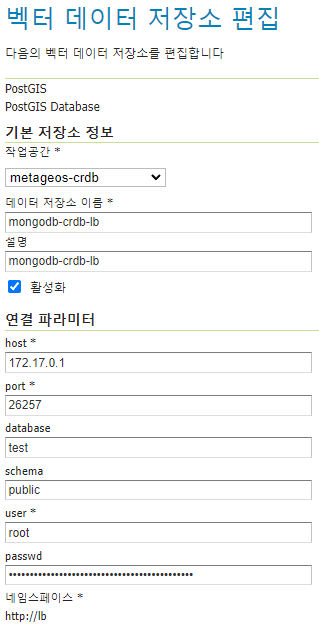 벡터 데이터 저장소 편집
다음의 벡터 데이터 저장소를 편집합니다
PostGIS
PostGIS Database
기본 저장소 정보
작업공간 *
metageos-crdb
데이터 저장소 이름 *
mongodb-crdb-lb
설명
mongodb-crdb-lb
활성화
연결 파라미터
host *
172.17.0.1
port *
26257
database
test
schema
public
user *
root
passwd
••••••••••••••••••••••••••••••••••••••••••••
네임스페이스 *
http://lb